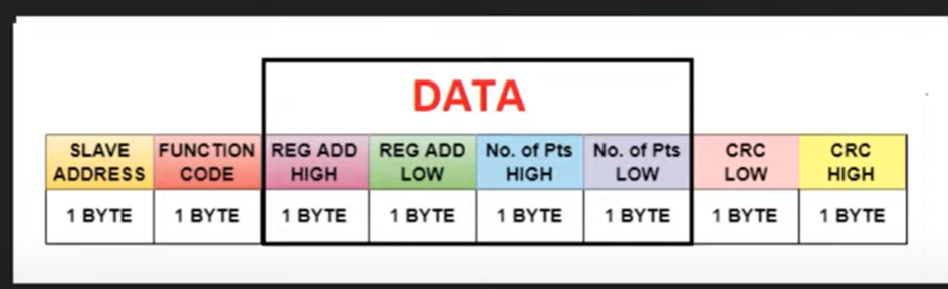 DATA
SLAVE ADDRESS FUNCTION CODE REG ADD HIGH REG ADD LOW No. of Pts HIGH No. of Pts LOW CRC LOW CRC HIGH
1 BYTE 1 BYTE 1 BYTE 1 BYTE 1 BYTE 1 BYTE 1 BYTE 1 BYTE